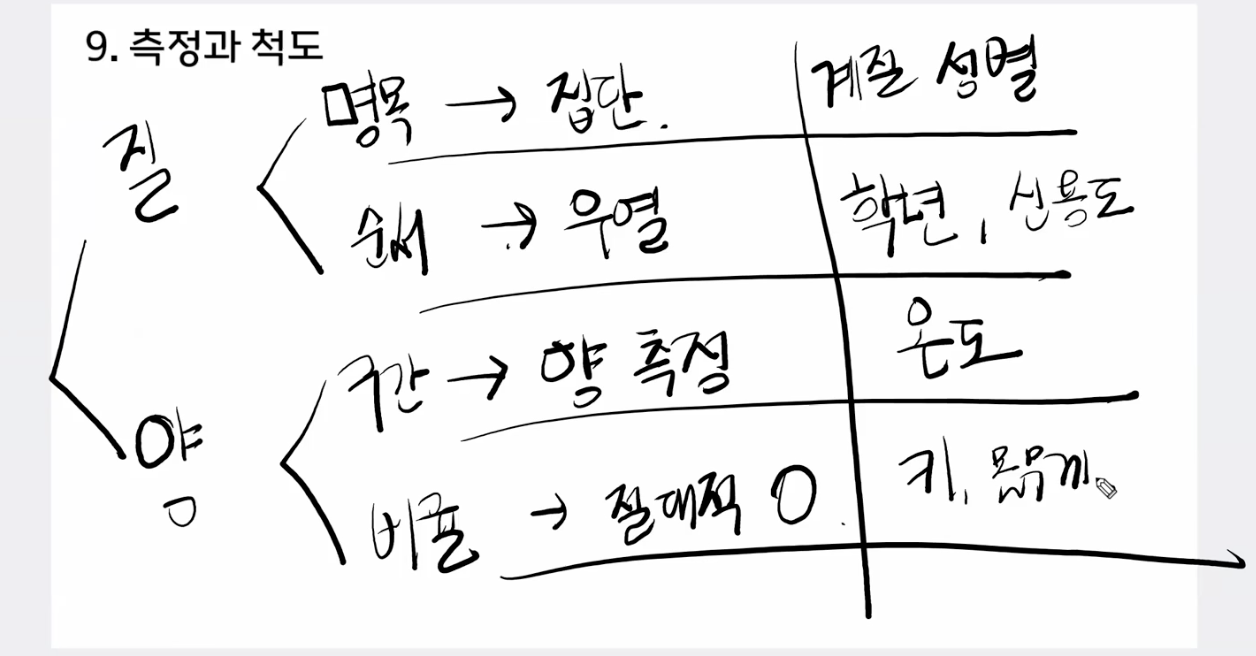 9. 측정과 척도
명목 → 집단. 계절 성별
질
순서 → 우열 학년, 신용도
구간 → 양 측정 온도
양
비율 → 절대적 0 키, 몸무게